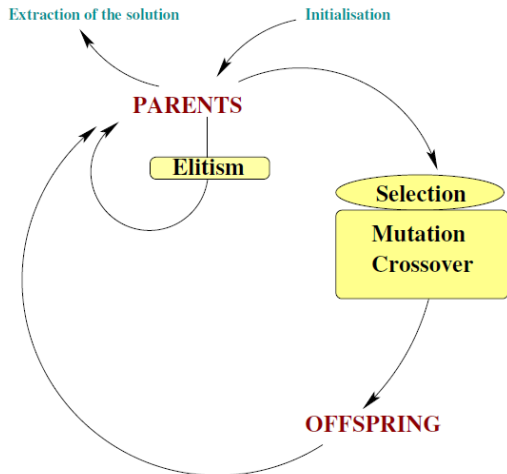 Extraction of the solution
Initialisation
PARENTS
Elitism
Selection
Mutation
Crossover
OFFSPRING